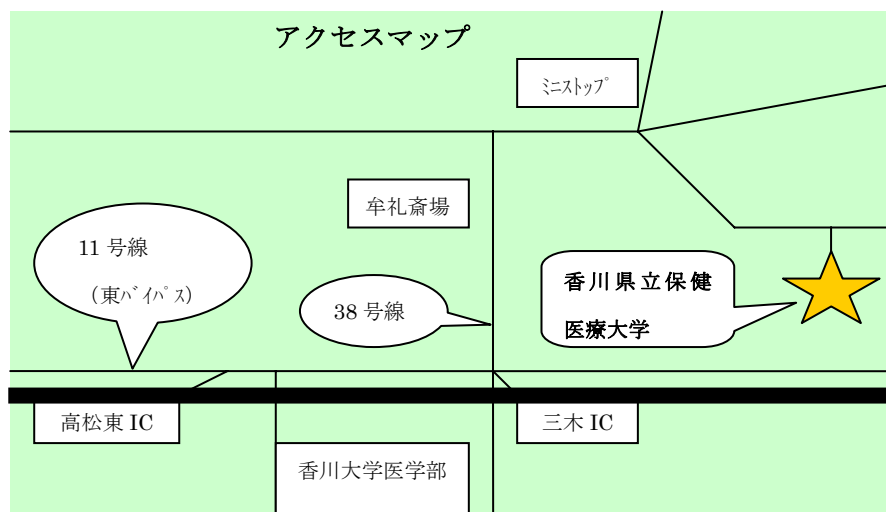 アクセスマップ
ミニストップ
牟礼斎場
11 号線
（東バイパス）
38 号線
香川県立保健
医療大学
高松東 IC
三木 IC
香川大学医学部